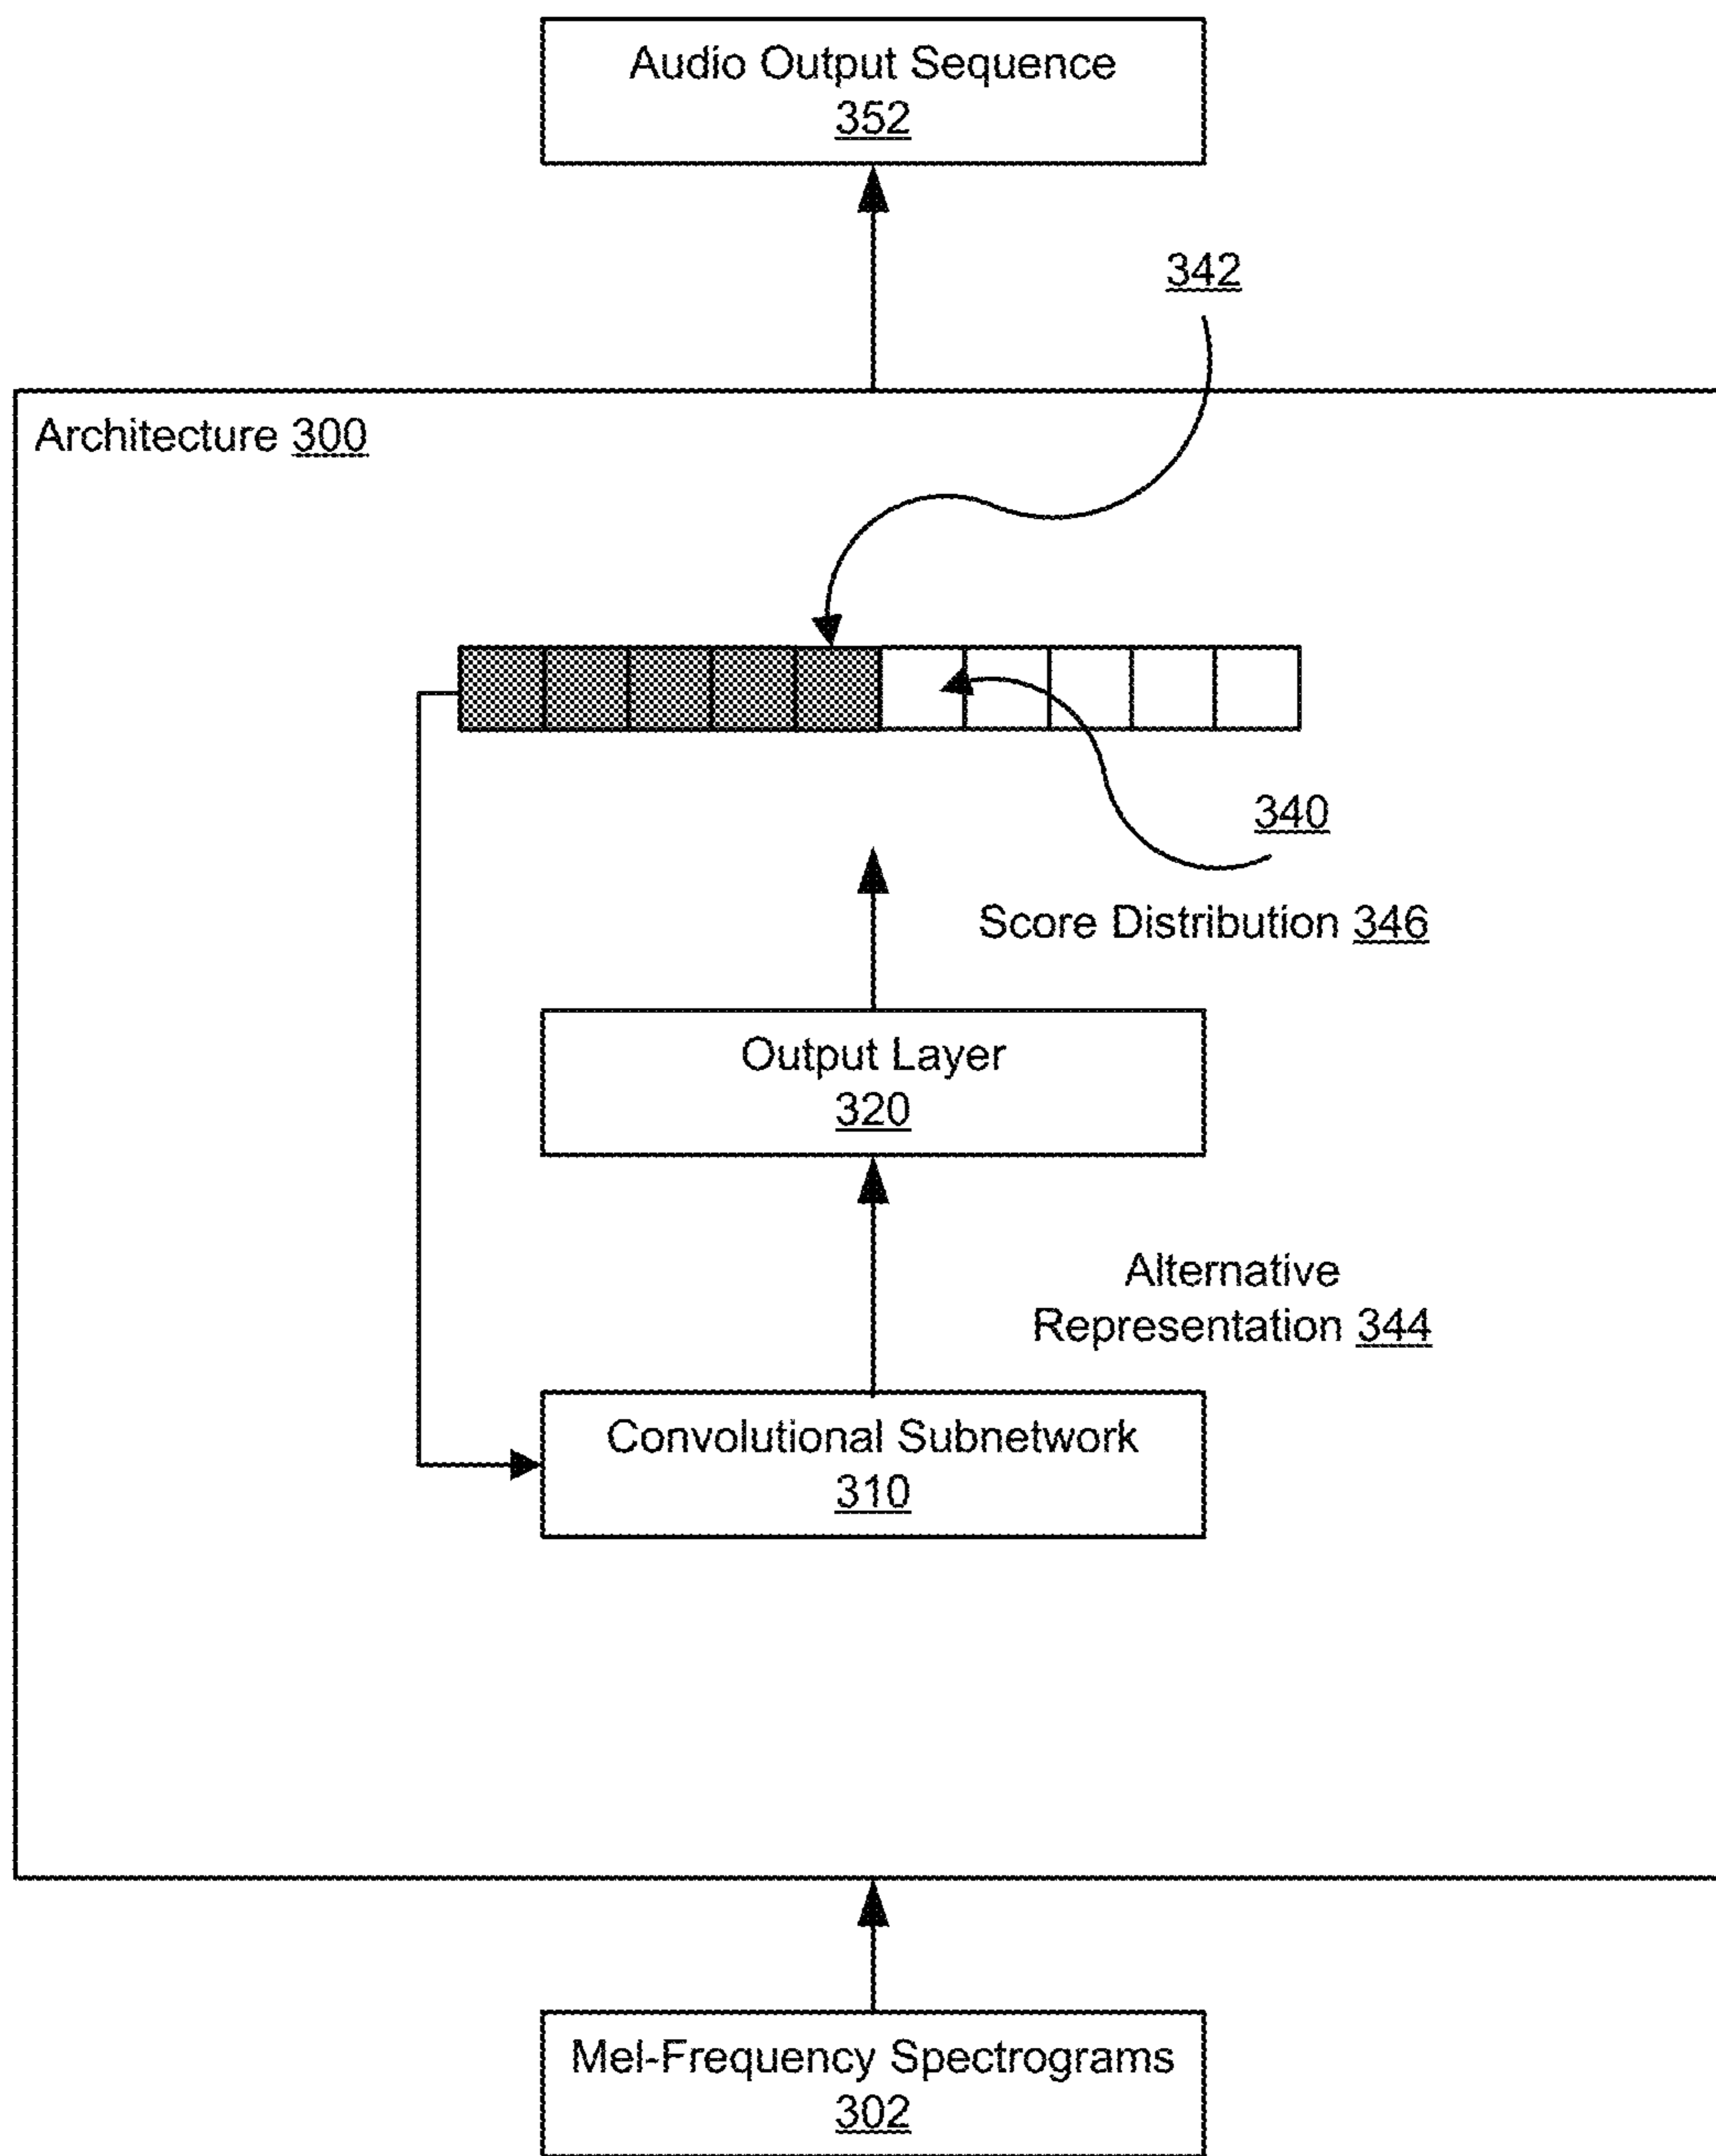 Audio Output Sequence
352
342
Architecture 300
340
Score Distribution 346
Output Layer
320
Alternative
Representation 344
Convolutional Subnetwork
310
Mel-Frequency Spectrograms
302